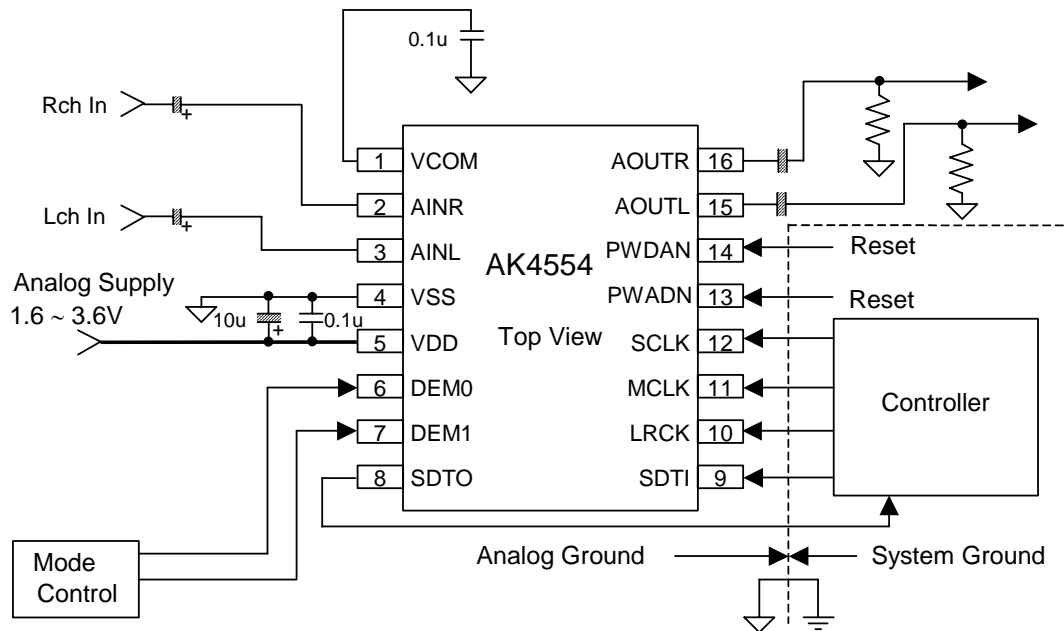 0.1u
Rch In
+
Lch In
+
Analog Supply
1.6 ~ 3.6V
10u
+
0.1u
1 VCOM
2 AINR
3 AINL
4 VSS
5 VDD
6 DEM0
7 DEM1
8 SDTO
AK4554
Top View
AOUTR 16
AOUTL 15
PWDAN 14
PWADN 13
SCLK 12
MCLK 11
LRCK 10
SDTI 9
Reset
Reset
Controller
Mode
Control
Analog Ground
System Ground